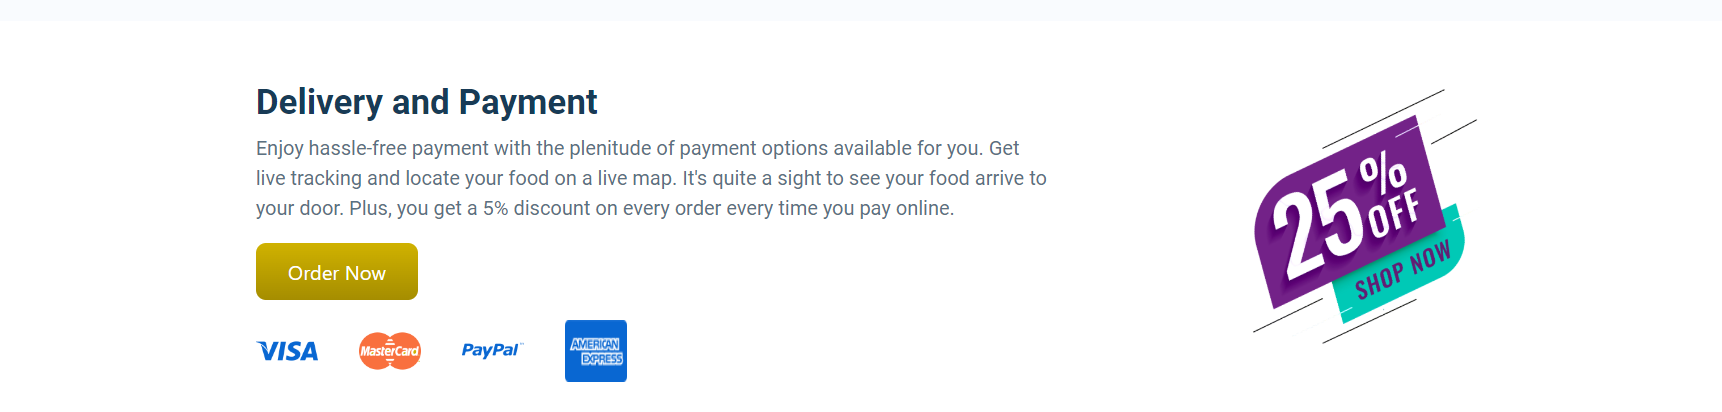 Delivery and Payment
Enjoy hassle-free payment with the plenitude of payment options available for you. Get
live tracking and locate your food on a live map. It's quite a sight to see your food arrive to
your door. Plus, you get a 5% discount on every order every time you pay online.
Order Now
VISA
MasterCard
PayPal
AMERICAN
EXPRESS
25%
OFF
SHOP NOW